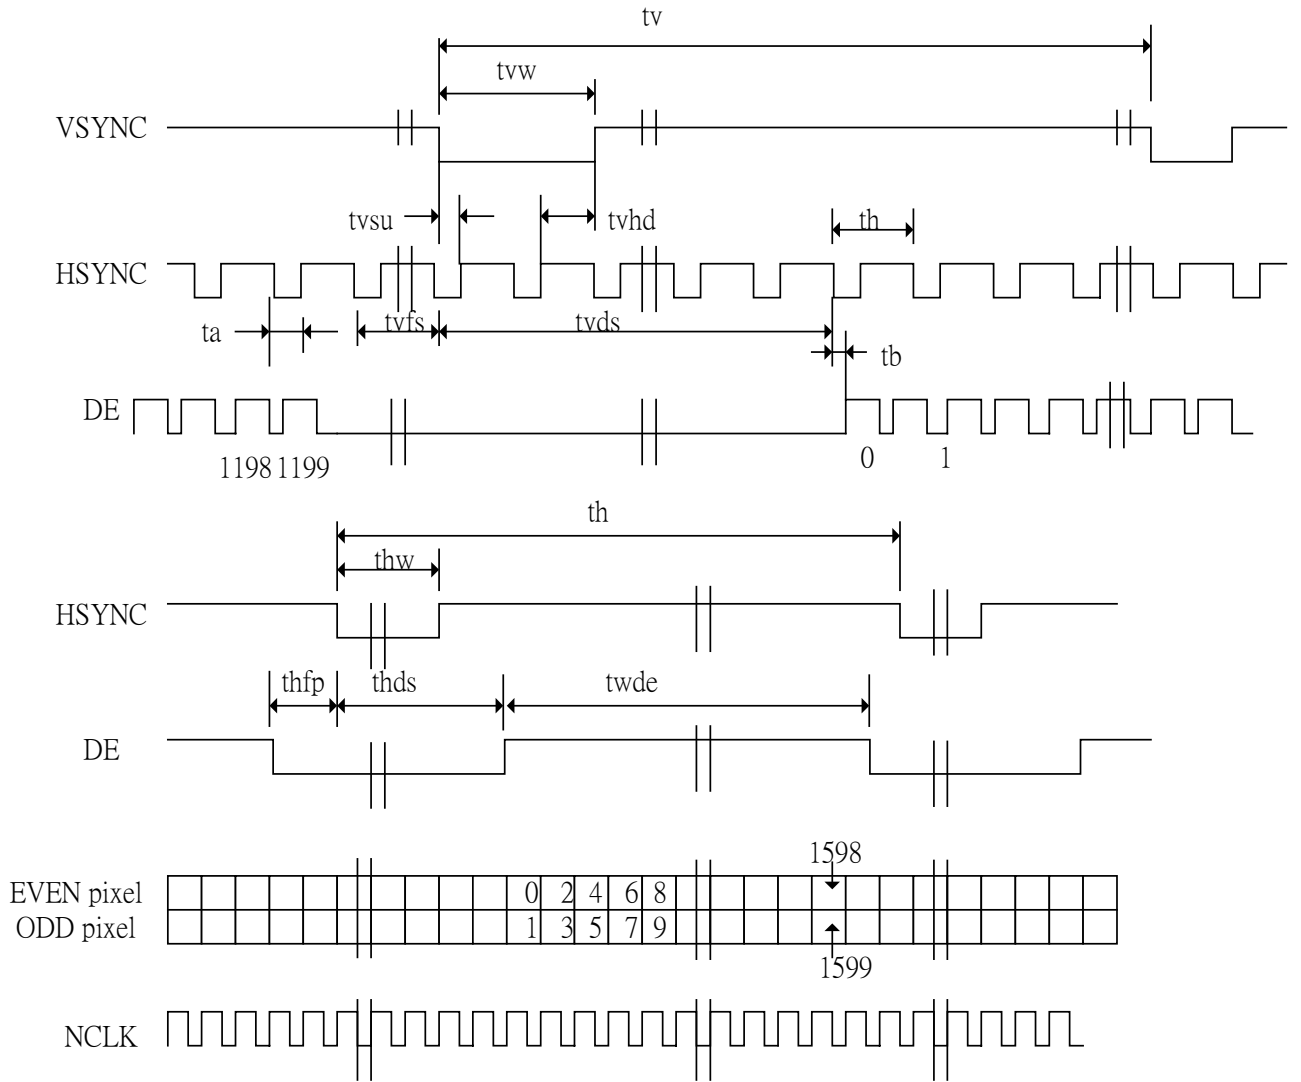 tv
tvw
VSYNC
tvsu
tvhd
th
HSYNC
ta
tvfs
tvds
tb
DE
1198 1199
0
1
th
thw
HSYNC
thfp
thds
twde
DE
1598
EVEN pixel
0 2 4 6 8
ODD pixel
1 3 5 7 9
1599
NCLK